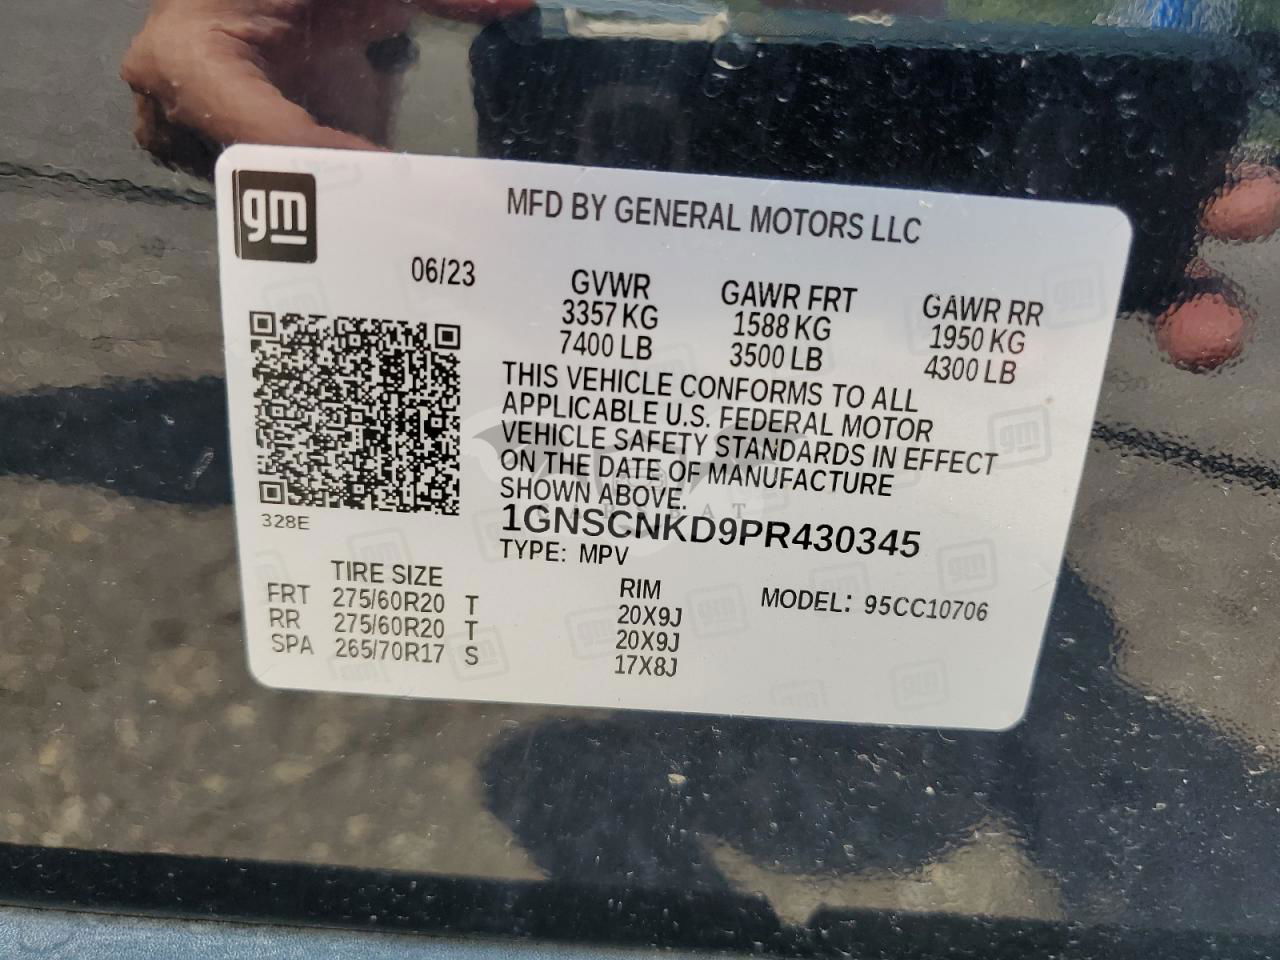 gm
MFD BY GENERAL MOTORS LLC
06/23
GVWR GAWR FRT GAWR RR
3357 KG 1588 KG 1950 KG
7400 LB 3500 LB 4300 LB
THIS VEHICLE CONFORMS TO ALL
APPLICABLE U.S. FEDERAL MOTOR
VEHICLE SAFETY STANDARDS IN EFFECT
ON THE DATE OF MANUFACTURE
SHOWN ABOVE.
328E
1GNSCNKD9PR430345
TYPE: MPV
TIRE SIZE RIM MODEL: 95CC10706
FRT 275/60R20 T 20X9J
RR 275/60R20 T 20X9J
SPA 265/70R17 S 17X8J